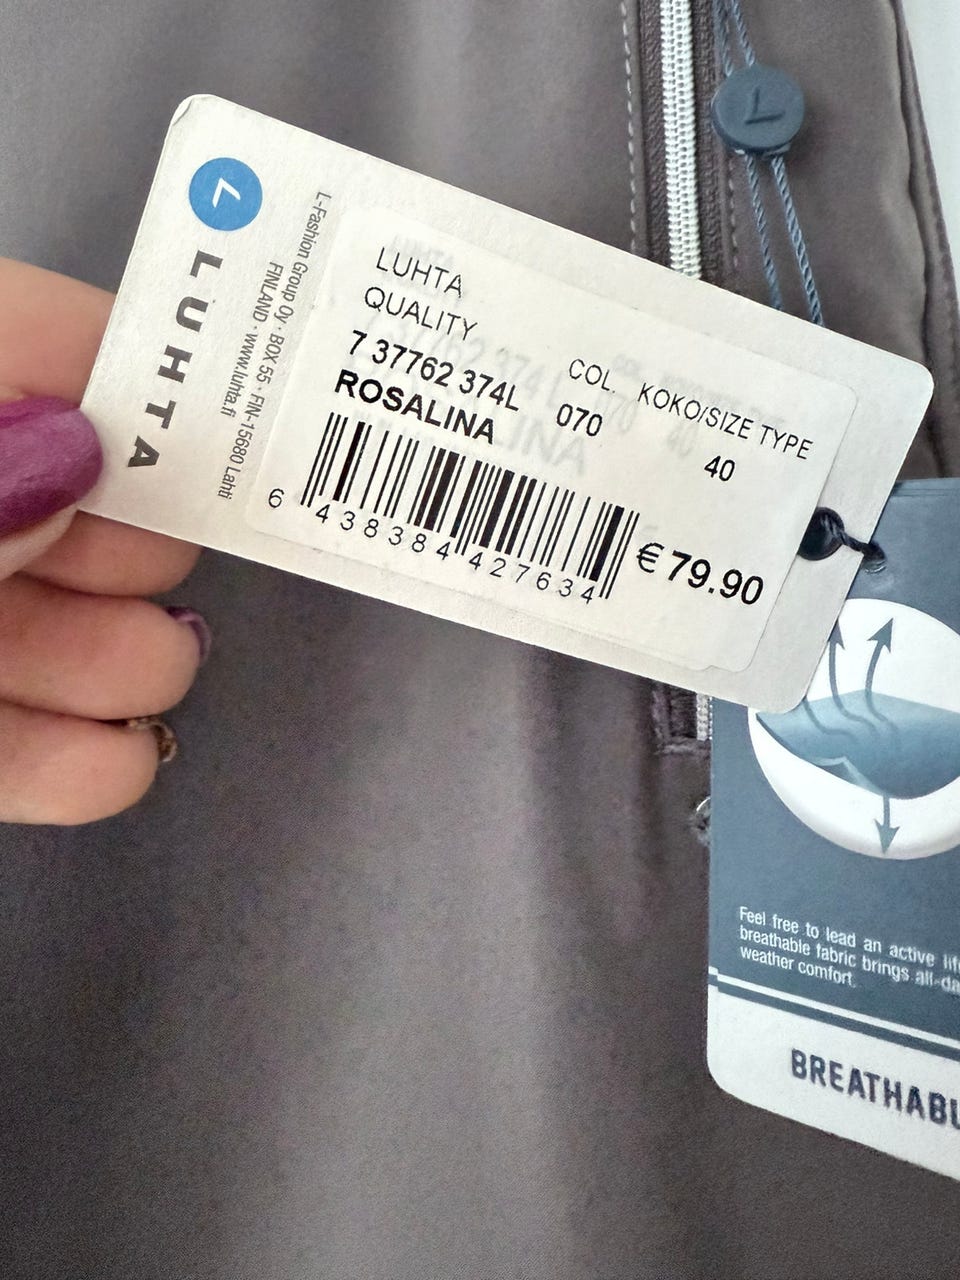 LUHTA
L-Fashion Group Oy · BOX 55 · FIN-15680 Lahti
FINLAND · www.luhta.fi
LUHTA
QUALITY COL. KOKO/SIZE TYPE
7 37762 374L 070 40
ROSALINA
6 438384 427634
€ 79.90
Feel free to lead an active
breathable fabric brings
weather comfort.